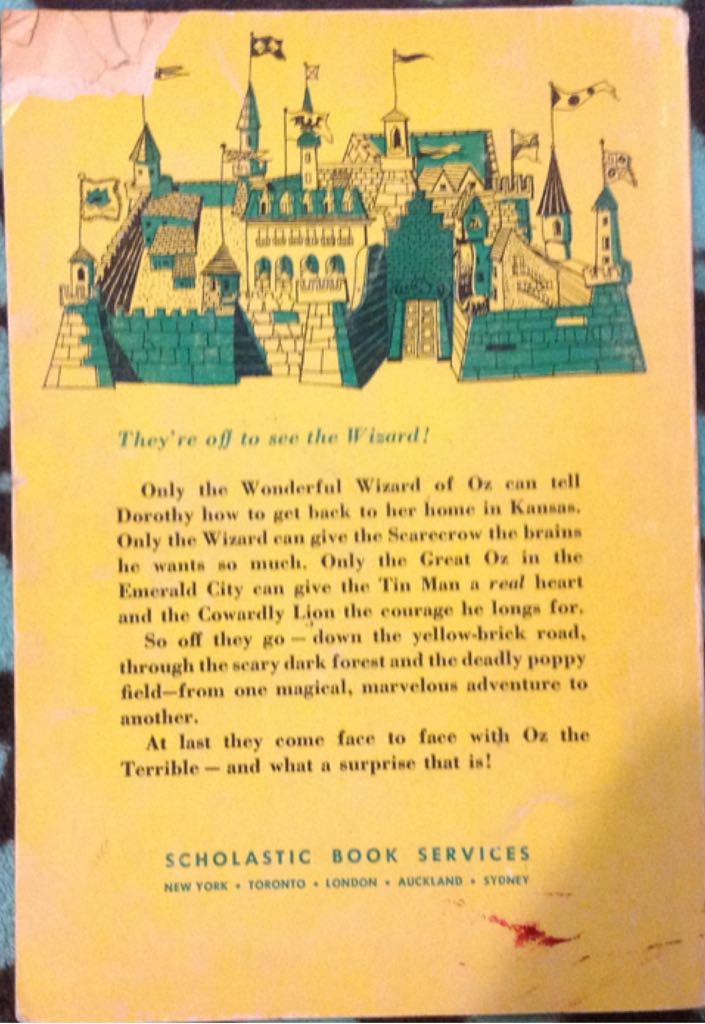 They're off to see the Wizard!
Only the Wonderful Wizard of Oz can tell
Dorothy how to get back to her home in Kansas.
Only the Wizard can give the Scarecrow the brains
he wants so much. Only the Great Oz in the
Emerald City can give the Tin Man a real heart
and the Cowardly Lion the courage he longs for.
So off they go — down the yellow-brick road,
through the scary dark forest and the deadly poppy
field—from one magical, marvelous adventure to
another.
At last they come face to face with Oz the
Terrible — and what a surprise that is!
SCHOLASTIC BOOK SERVICES
NEW YORK • TORONTO • LONDON • AUCKLAND • SYDNEY